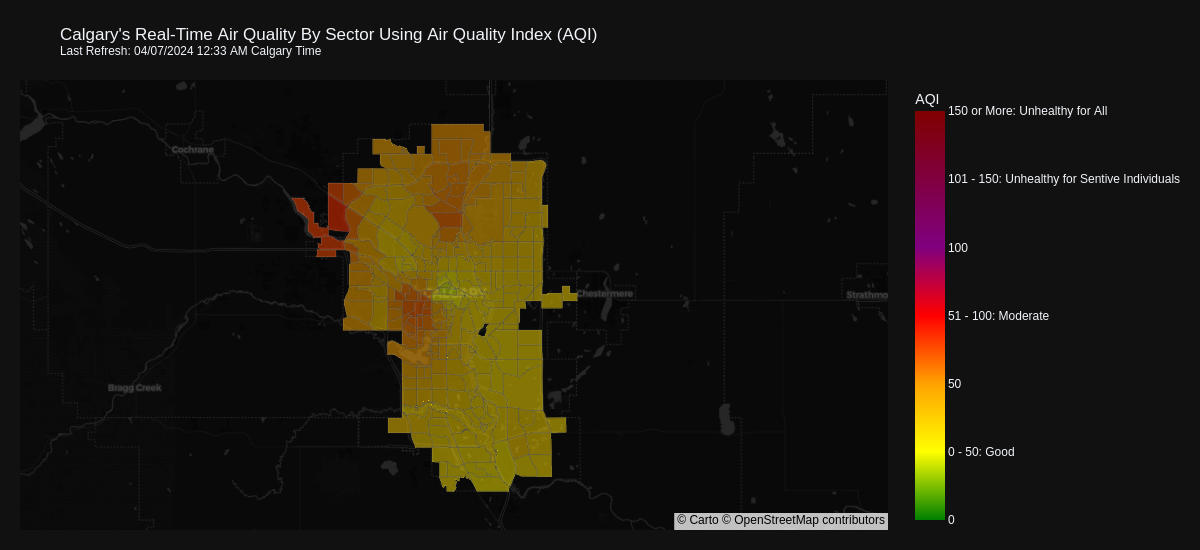 Calgary's Real-Time Air Quality By Sector Using Air Quality Index (AQI)
Last Refresh: 04/07/2024 12:33 AM Calgary Time
AQI
150 or More: Unhealthy for All
Cochrane
101 - 150: Unhealthy for Sentive Individuals
100
Chestermere
Strathmo
51 - 100: Moderate
50
Bragg Creek
0 - 50: Good
0
© Carto © OpenStreetMap contributors